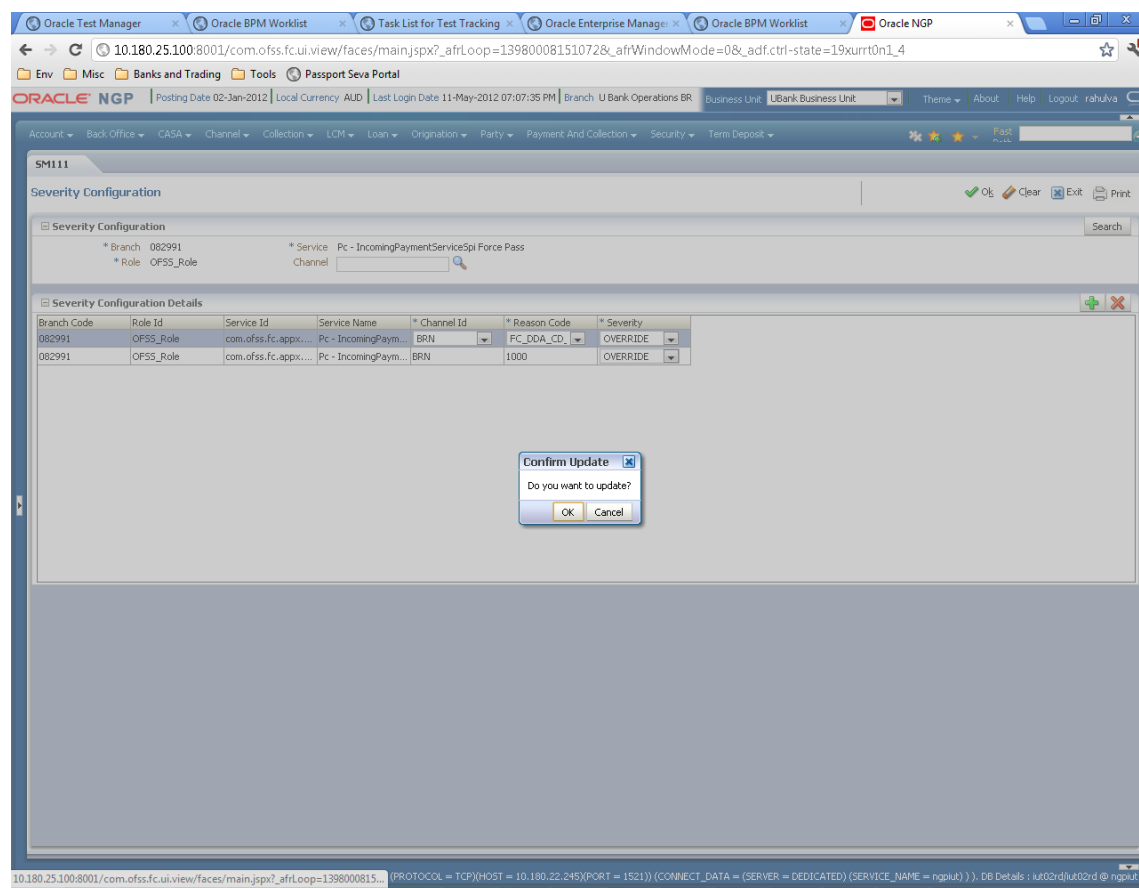 Oracle Test Manager
Oracle BPM Worklist
Task List for Test Tracking
Oracle Enterprise Manager
Oracle BPM Worklist
Oracle NGP
10.180.25.100:8001/com.ofss.fc.ui.view/faces/main.jspx?_afrLoop=13980008151072&_afrWindowMode=0&_adf.ctrl-state=19xurrt0n1_4
Env Misc Banks and Trading Tools Passport Seva Portal
ORACLE NGP Posting Date 02-Jan-2012 Local Currency AUD Last Login Date 11-May-2012 07:07:35 PM Branch U Bank Operations BR Business Unit UBank Business Unit Theme About Help Logout rahulva
Account Back Office CASA Channel Collection LCM Loan Origination Party Payment And Collection Security Term Deposit Fast
SM111
Severity Configuration Ok Clear Exit Print
Severity Configuration Search
* Branch 082991 * Service Pc - IncomingPaymentServiceSpi Force Pass
* Role OFSS_Role Channel
Severity Configuration Details
Branch Code Role Id Service Id Service Name * Channel Id * Reason Code * Severity
082991 OFSS_Role com.ofss.fc.appx.... Pc - IncomingPaym... BRN FC_DDA_CD_ OVERRIDE
082991 OFSS_Role com.ofss.fc.appx.... Pc - IncomingPaym... BRN 1000 OVERRIDE
Confirm Update
Do you want to update?
OK Cancel
10.180.25.100:8001/com.ofss.fc.ui.view/faces/main.jspx?_afrLoop=1398000815... (PROTOCOL = TCP)(HOST = 10.180.22.245)(PORT = 1521)) (CONNECT_DATA = (SERVER = DEDICATED) (SERVICE_NAME = ngpiut) ) ). DB Details : iut02rd/iut02rd @ ngpiut